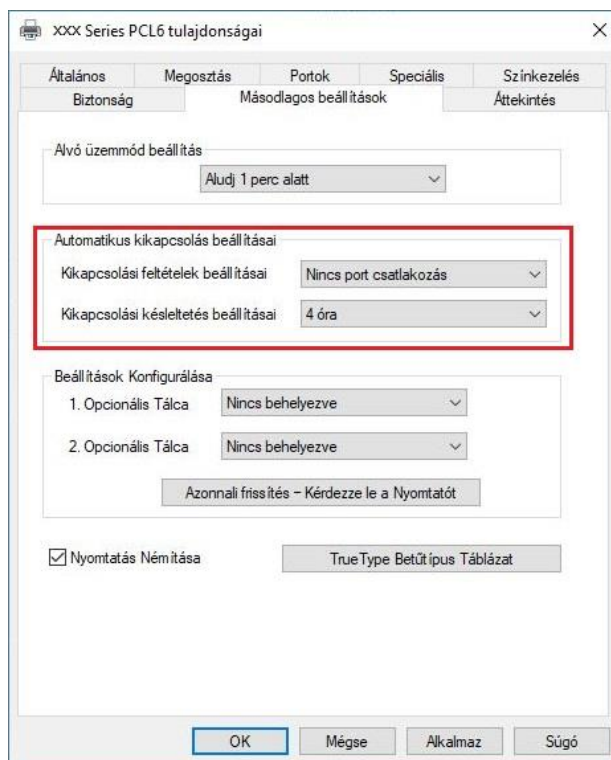 XXX Series PCL6 tulajdonságai
Általános Megosztás Portok Speciális Színkezelés
Biztonság Másodlagos beállítások Áttekintés
Alvó üzemmód beállítás
Aludj 1 perc alatt
Automatikus kikapcsolás beállításai
Kikapcsolási feltételek beállításai Nincs port csatlakozás
Kikapcsolási késleltetés beállításai 4 óra
Beállítások Konfigurálása
1. Opcionális Tálca Nincs behelyezve
2. Opcionális Tálca Nincs behelyezve
Azonnali frissítés – Kérdezze le a Nyomtatót
Nyomtatás Némítása TrueType Betűtípus Táblázat
OK Mégse Alkalmaz Súgó